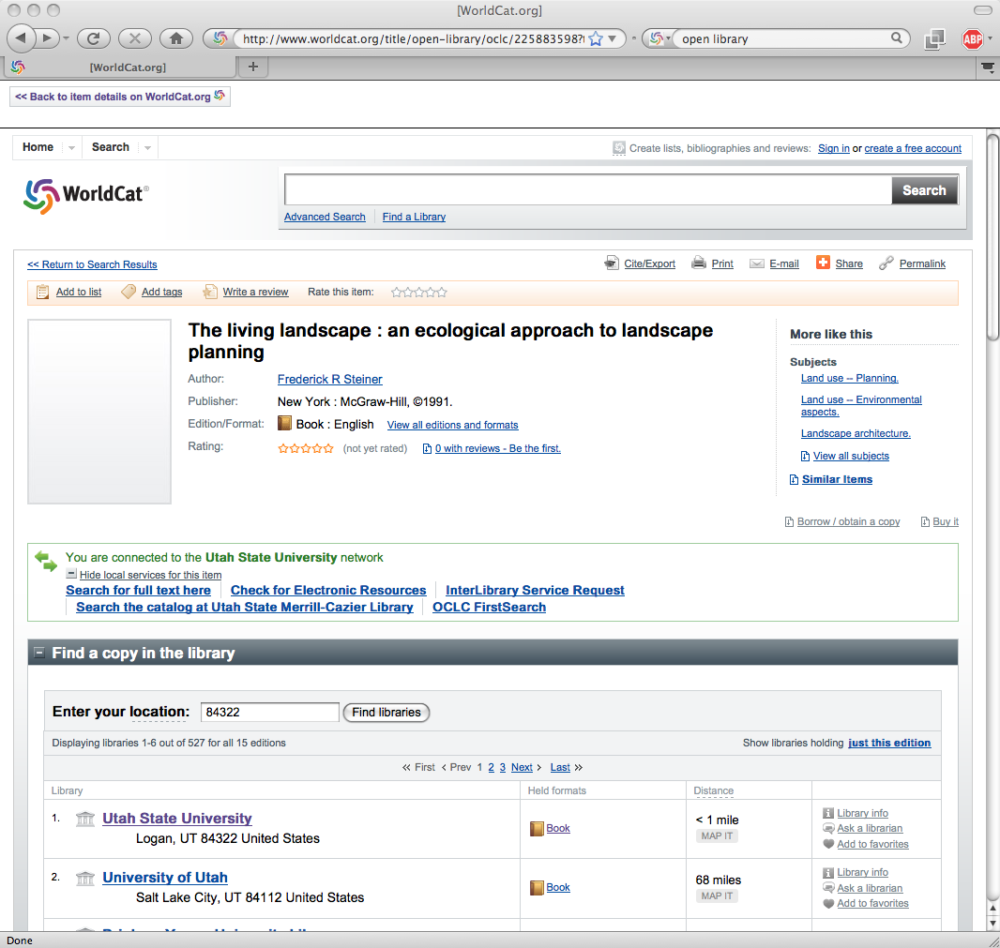 [WorldCat.org]
http://www.worldcat.org/title/open-library/oclc/225883598?
open library
ABP
[WorldCat.org]
<< Back to item details on WorldCat.org
Home Search
Create lists, bibliographies and reviews: Sign in or create a free account
WorldCat®
Search
Advanced Search Find a Library
<< Return to Search Results
Cite/Export Print E-mail Share Permalink
Add to list Add tags Write a review Rate this item:
The living landscape : an ecological approach to landscape
planning
Author: Frederick R Steiner
Publisher: New York : McGraw-Hill, ©1991.
Edition/Format: Book : English View all editions and formats
Rating: (not yet rated) 0 with reviews - Be the first.
More like this
Subjects
Land use -- Planning.
Land use -- Environmental
aspects.
Landscape architecture.
View all subjects
Similar Items
Borrow / obtain a copy Buy it
You are connected to the Utah State University network
Hide local services for this item
Search for full text here Check for Electronic Resources InterLibrary Service Request
Search the catalog at Utah State Merrill-Cazier Library OCLC FirstSearch
Find a copy in the library
Enter your location: 84322 Find libraries
Displaying libraries 1-6 out of 527 for all 15 editions Show libraries holding just this edition
<< First < Prev 1 2 3 Next > Last >>
Library Held formats Distance
1. Utah State University
Logan, UT 84322 United States
Book
< 1 mile
MAP IT
Library info
Ask a librarian
Add to favorites
2. University of Utah
Salt Lake City, UT 84112 United States
Book
68 miles
MAP IT
Library info
Ask a librarian
Add to favorites
Done